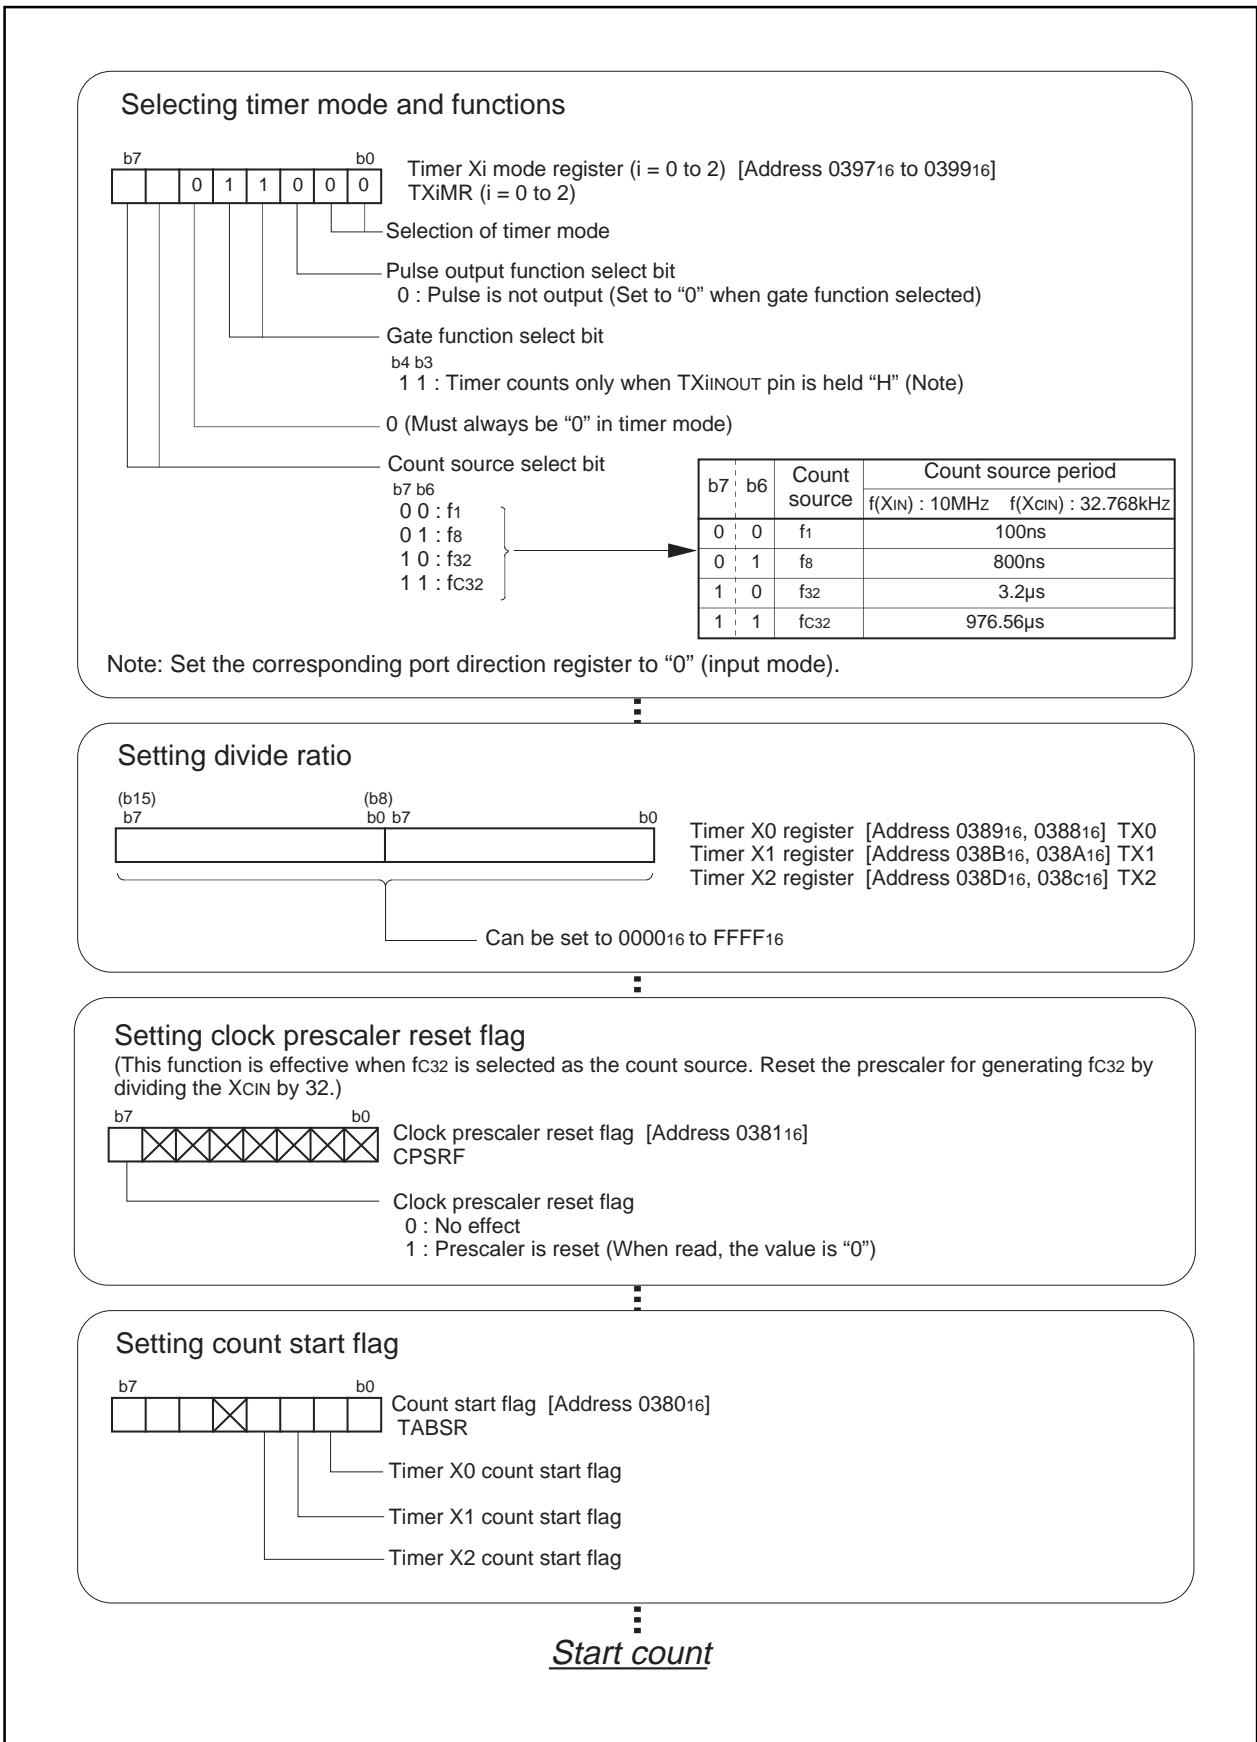 Selecting timer mode and functions
b7 b0
0 1 1 0 0 0
Timer Xi mode register (i = 0 to 2) [Address 039716 to 039916]
TXiMR (i = 0 to 2)
Selection of timer mode
Pulse output function select bit
0 : Pulse is not output (Set to “0” when gate function selected)
Gate function select bit
b4 b3
1 1 : Timer counts only when TXiINOUT pin is held “H” (Note)
0 (Must always be “0” in timer mode)
Count source select bit
b7 b6
0 0 : f1
0 1 : f8
1 0 : f32
1 1 : fC32
b7 b6 Count source Count source period
f(XIN) : 10MHz f(XcIN) : 32.768kHz
0 0 f1 100ns
0 1 f8 800ns
1 0 f32 3.2µs
1 1 fC32 976.56µs
Note: Set the corresponding port direction register to “0” (input mode).
Setting divide ratio
(b15) (b8)
b7 b0 b7 b0
Timer X0 register [Address 038916, 038816] TX0
Timer X1 register [Address 038B16, 038A16] TX1
Timer X2 register [Address 038D16, 038c16] TX2
Can be set to 000016 to FFFF16
Setting clock prescaler reset flag
(This function is effective when fC32 is selected as the count source. Reset the prescaler for generating fC32 by
dividing the XCIN by 32.)
b7 b0
Clock prescaler reset flag [Address 038116]
CPSRF
Clock prescaler reset flag
0 : No effect
1 : Prescaler is reset (When read, the value is “0”)
Setting count start flag
b7 b0
Count start flag [Address 038016]
TABSR
Timer X0 count start flag
Timer X1 count start flag
Timer X2 count start flag
Start count